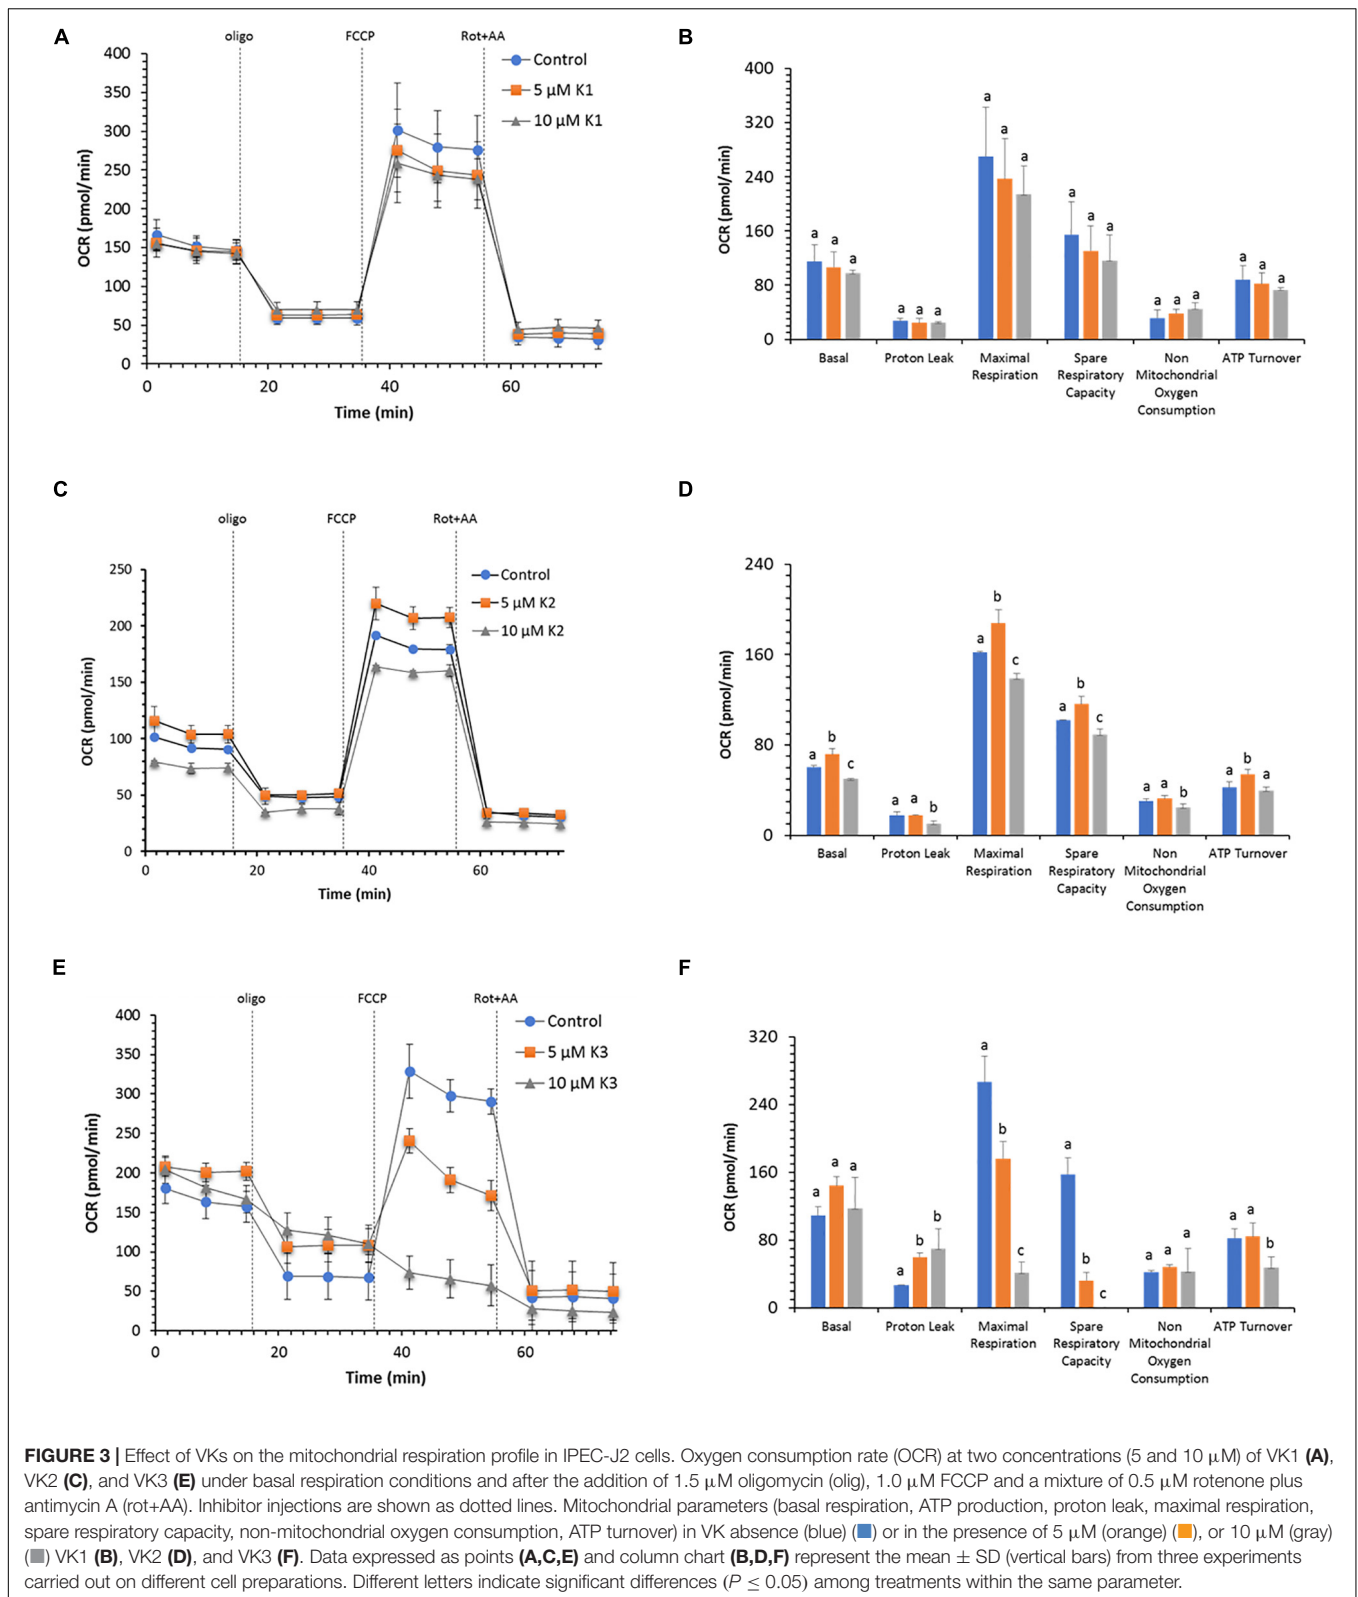 A
oligo FCCP Rot+AA
Control
5 µM K1
10 µM K1
OCR (pmol/min)
400
350
300
250
200
150
100
50
0
0 20 40 60
Time (min)
B
OCR (pmol/min)
400
320
240
160
80
0
a a a a a a a a a a a a a a a a a a
Basal Proton Leak Maximal Respiration Spare Respiratory Capacity Non Mitochondrial Oxygen Consumption ATP Turnover
C
oligo FCCP Rot+AA
Control
5 µM K2
10 µM K2
OCR (pmol/min)
250
200
150
100
50
0
0 20 40 60
Time (min)
D
OCR (pmol/min)
240
160
80
0
a b c a a b a b c a b c a a b a b a
Basal Proton Leak Maximal Respiration Spare Respiratory Capacity Non Mitochondrial Oxygen Consumption ATP Turnover
E
oligo FCCP Rot+AA
Control
5 µM K3
10 µM K3
OCR (pmol/min)
400
350
300
250
200
150
100
50
0
0 20 40 60
Time (min)
F
OCR (pmol/min)
320
240
160
80
0
a a a a b b a b c a b c a a a a a b
Basal Proton Leak Maximal Respiration Spare Respiratory Capacity Non Mitochondrial Oxygen Consumption ATP Turnover
FIGURE 3 | Effect of VKs on the mitochondrial respiration profile in IPEC-J2 cells. Oxygen consumption rate (OCR) at two concentrations (5 and 10 µM) of VK1 (A),
VK2 (C), and VK3 (E) under basal respiration conditions and after the addition of 1.5 µM oligomycin (olig), 1.0 µM FCCP and a mixture of 0.5 µM rotenone plus
antimycin A (rot+AA). Inhibitor injections are shown as dotted lines. Mitochondrial parameters (basal respiration, ATP production, proton leak, maximal respiration,
spare respiratory capacity, non-mitochondrial oxygen consumption, ATP turnover) in VK absence (blue) (■) or in the presence of 5 µM (orange) (■), or 10 µM (gray)
(■) VK1 (B), VK2 (D), and VK3 (F). Data expressed as points (A,C,E) and column chart (B,D,F) represent the mean ± SD (vertical bars) from three experiments
carried out on different cell preparations. Different letters indicate significant differences (P ≤ 0.05) among treatments within the same parameter.